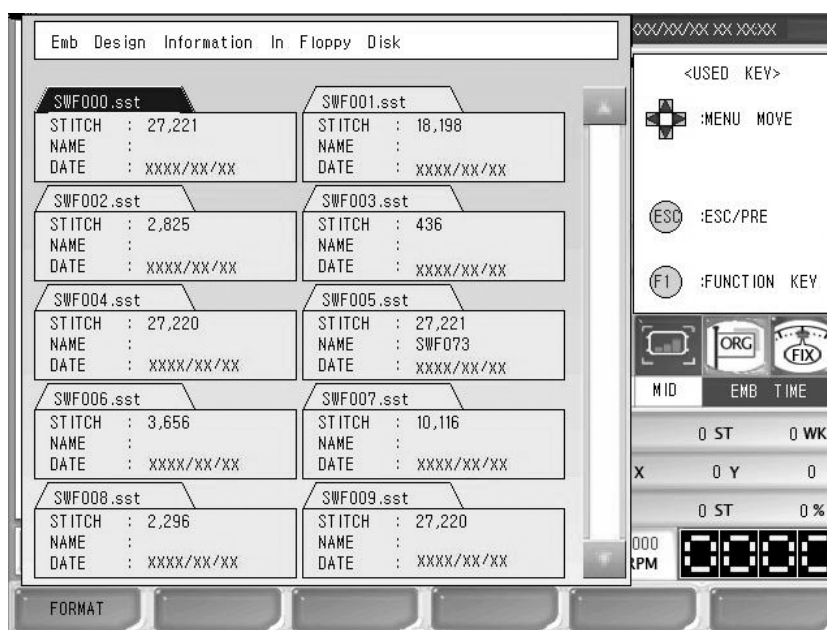 Emb Design Information In Floppy Disk
SWF000.sst
STITCH : 27,221
NAME :
DATE : XXXX/XX/XX
SWF001.sst
STITCH : 18,198
NAME :
DATE : XXXX/XX/XX
SWF002.sst
STITCH : 2,825
NAME :
DATE : XXXX/XX/XX
SWF003.sst
STITCH : 436
NAME :
DATE : XXXX/XX/XX
SWF004.sst
STITCH : 27,220
NAME :
DATE : XXXX/XX/XX
SWF005.sst
STITCH : 27,221
NAME : SWF073
DATE : XXXX/XX/XX
SWF006.sst
STITCH : 3,656
NAME :
DATE : XXXX/XX/XX
SWF007.sst
STITCH : 10,116
NAME :
DATE : XXXX/XX/XX
SWF008.sst
STITCH : 2,296
NAME :
DATE : XXXX/XX/XX
SWF009.sst
STITCH : 27,220
NAME :
DATE : XXXX/XX/XX
XX/XX/XX XX XX:XX
<USED KEY>
:MENU MOVE
ESC :ESC/PRE
F1 :FUNCTION KEY
ORG
FIX
MID EMB TIME
0 ST 0 WK
X 0 Y 0
0 ST 0 %
000
RPM
0000
FORMAT